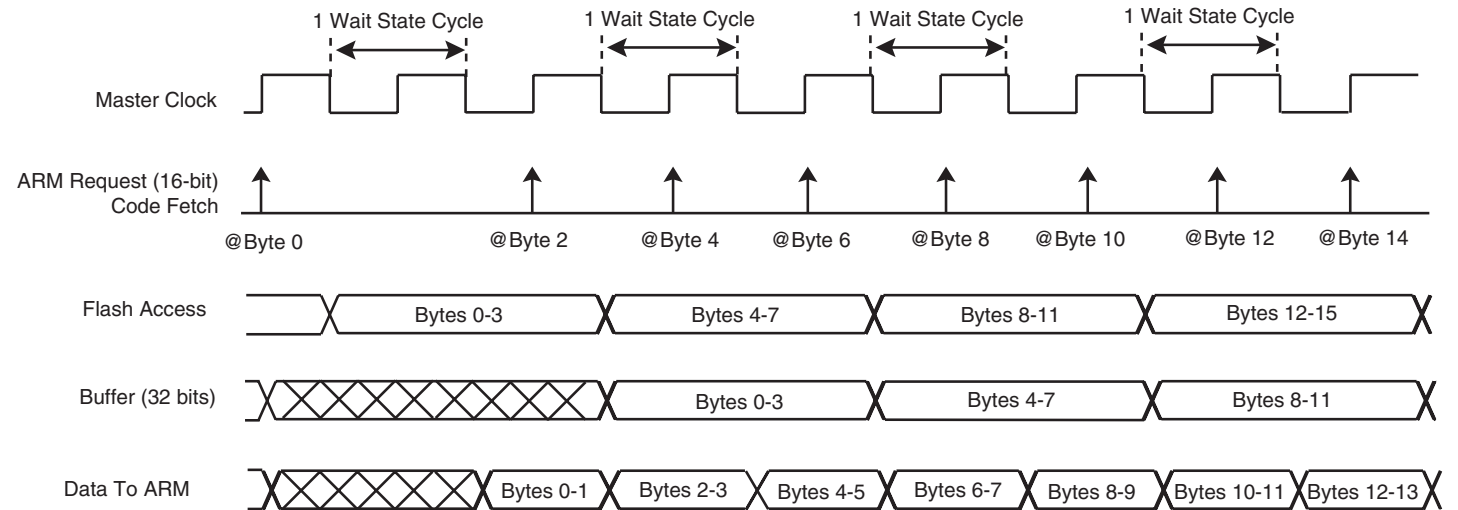 1 Wait State Cycle
1 Wait State Cycle
1 Wait State Cycle
1 Wait State Cycle
Master Clock
ARM Request (16-bit)
Code Fetch
@Byte 0
@Byte 2
@Byte 4
@Byte 6
@Byte 8
@Byte 10
@Byte 12
@Byte 14
Flash Access
Bytes 0-3
Bytes 4-7
Bytes 8-11
Bytes 12-15
Buffer (32 bits)
Bytes 0-3
Bytes 4-7
Bytes 8-11
Data To ARM
Bytes 0-1
Bytes 2-3
Bytes 4-5
Bytes 6-7
Bytes 8-9
Bytes 10-11
Bytes 12-13